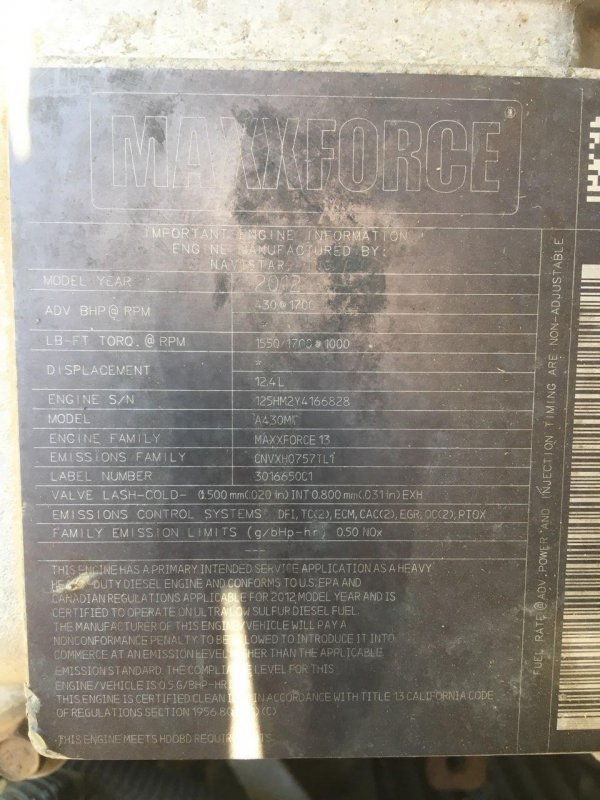 MAXXFORCE®
IMPORTANT ENGINE INFORMATION
ENGINE MANUFACTURED BY:
NAVISTAR
MODEL YEAR 2012
ADV BHP@ RPM 430@1700
*
LB-FT TORQ.@ RPM 1550/1700@1000
*
DISPLACEMENT 12.4L
ENGINE S/N 125HM2Y4166828
MODEL
ENGINE FAMILY MAXXFORCE 13
EMISSIONS FAMILY CNVXH0757TL1
LABEL NUMBER 3016650C1
VALVE LASH-COLD- 0.500 mm(.020 in) INT 0.800 mm(.031 in) EXH
EMISSIONS CONTROL SYSTEMS: DFI, TC(2), ECM, CAC(2), EGR, OC(2), PTOX
FAMILY EMISSION LIMITS (g/bHp-hr) 0.50 NOx
---
THIS ENGINE HAS A PRIMARY INTENDED SERVICE APPLICATION AS A HEAVY
HEAVY-DUTY DIESEL ENGINE AND CONFORMS TO U.S.EPA AND
CANADIAN REGULATIONS APPLICABLE FOR 2012 MODEL YEAR AND IS
CERTIFIED TO OPERATE ON ULTRA LOW SULFUR DIESEL FUEL.
THE MANUFACTURER OF THIS ENGINE/VEHICLE WILL PAY A
NONCONFORMANCE PENALTY TO BE ALLOWED TO INTRODUCE IT INTO
COMMERCE AT AN EMISSION LEVEL HIGHER THAN THE APPLICABLE
EMISSION STANDARD. THE COMPLIANCE LEVEL FOR THIS
ENGINE/VEHICLE IS 0.5 G/BHP-HR
THIS ENGINE IS CERTIFIED CLEAN IDLE IN ACCORDANCE WITH TITLE 13 CALIFORNIA CODE
OF REGULATIONS SECTION 1956.8 (C)
THIS ENGINE MEETS HDOBD REQUIREMENTS
FUEL RATE @ ADV POWER AND INJECTION TIMING ARE NON-ADJUSTABLE